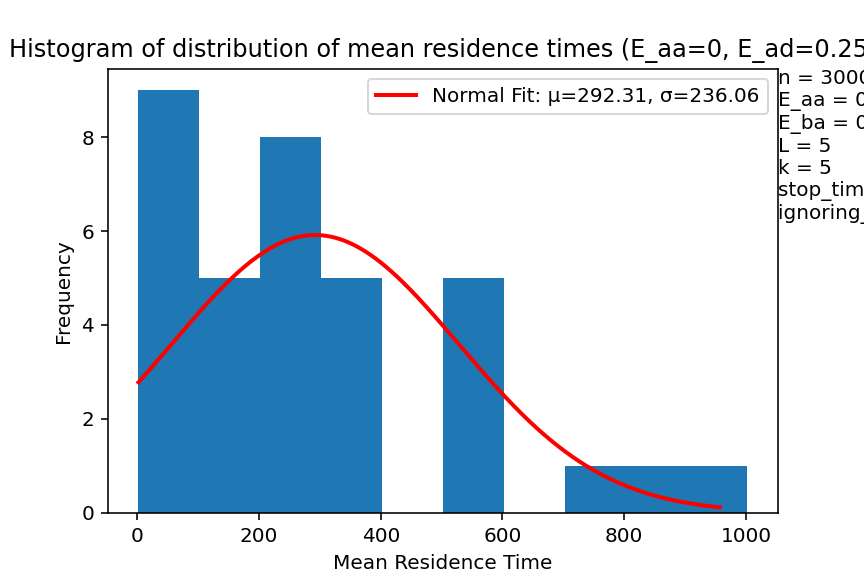 Histogram of distribution of mean residence times (E_aa=0, E_ad=0.25
Normal Fit: μ=292.31, σ=236.06
n = 3000
E_aa = 0
E_ba = 0
L = 5
k = 5
stop_tim
ignoring_
Frequency
8
6
4
2
0
0 200 400 600 800 1000
Mean Residence Time